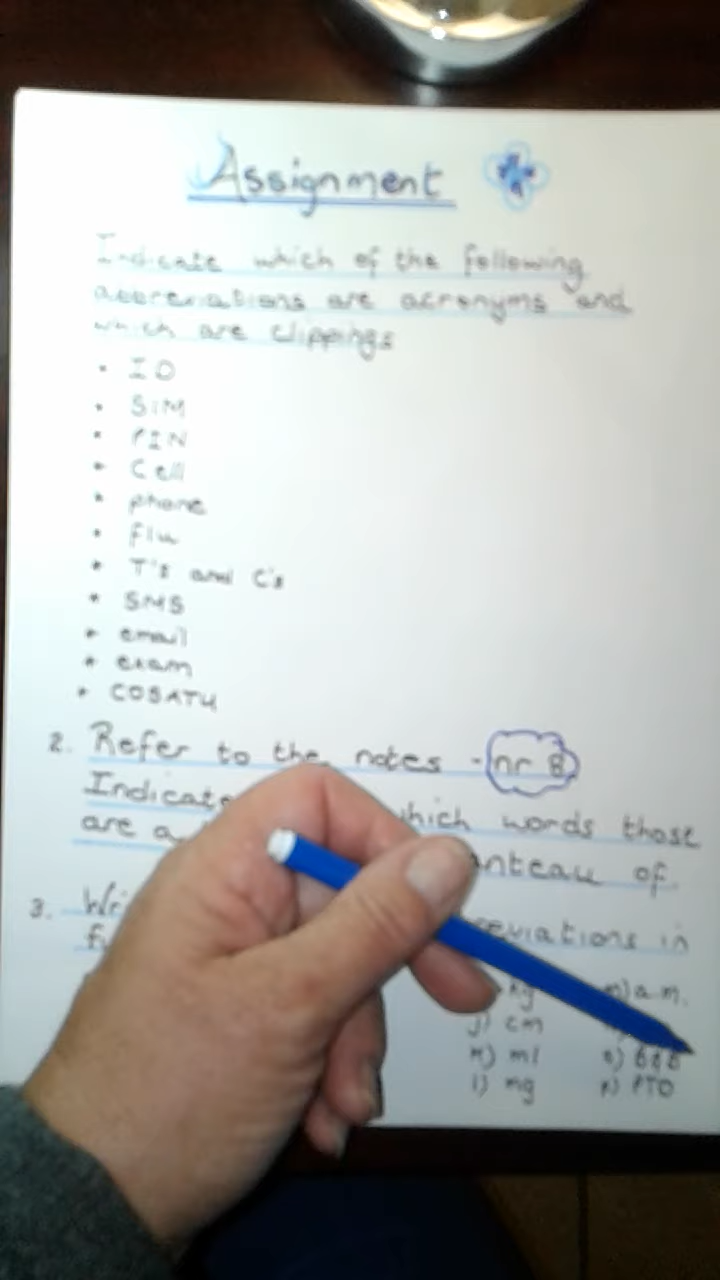 Assignment
Indicate which of the following
abbreviations are acronyms and
which are clippings
• ID
• SIM
• PIN
• Cell
• phone
• flu
• T's and C's
• SMS
• email
• exam
• COSATU
2. Refer to the notes - nr 8
Indicate which words those
are a anteau of
3. in
kg a.m.
j) cm
ml o) B&B
l) mg p) PTO